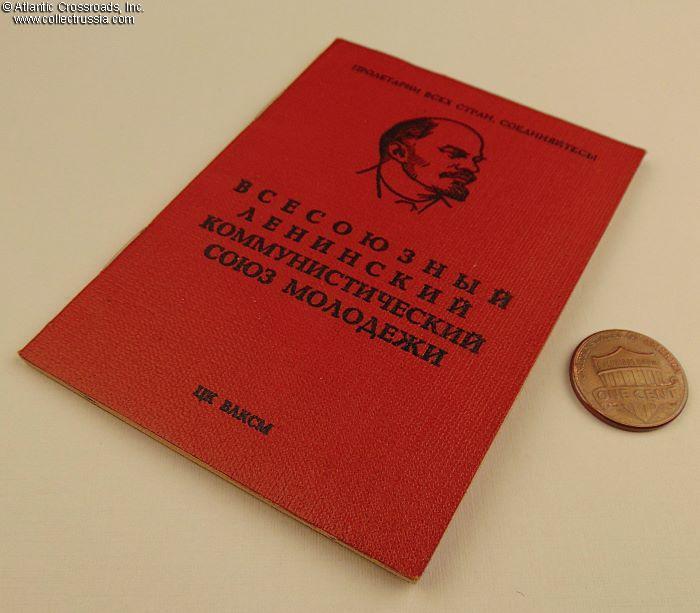 © Atlantic Crossroads, Inc.
www.collectrussia.com
ПРОЛЕТАРИИ ВСЕХ СТРАН, СОЕДИНЯЙТЕСЬ!
ВСЕСОЮЗНЫЙ
ЛЕНИНСКИЙ
КОММУНИСТИЧЕСКИЙ
СОЮЗ МОЛОДЕЖИ
ЦК ВЛКСМ
ONE CENT